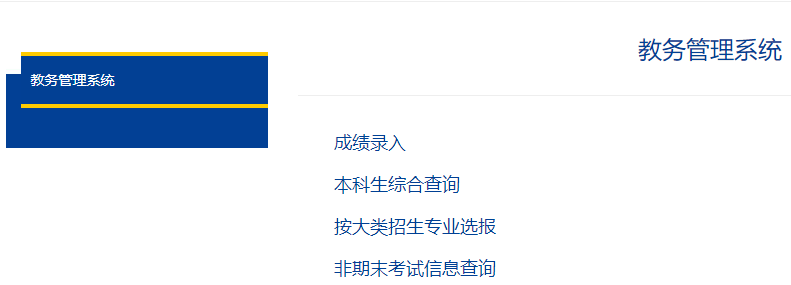 教务管理系统
教务管理系统
成绩录入
本科生综合查询
按大类招生专业选报
非期末考试信息查询